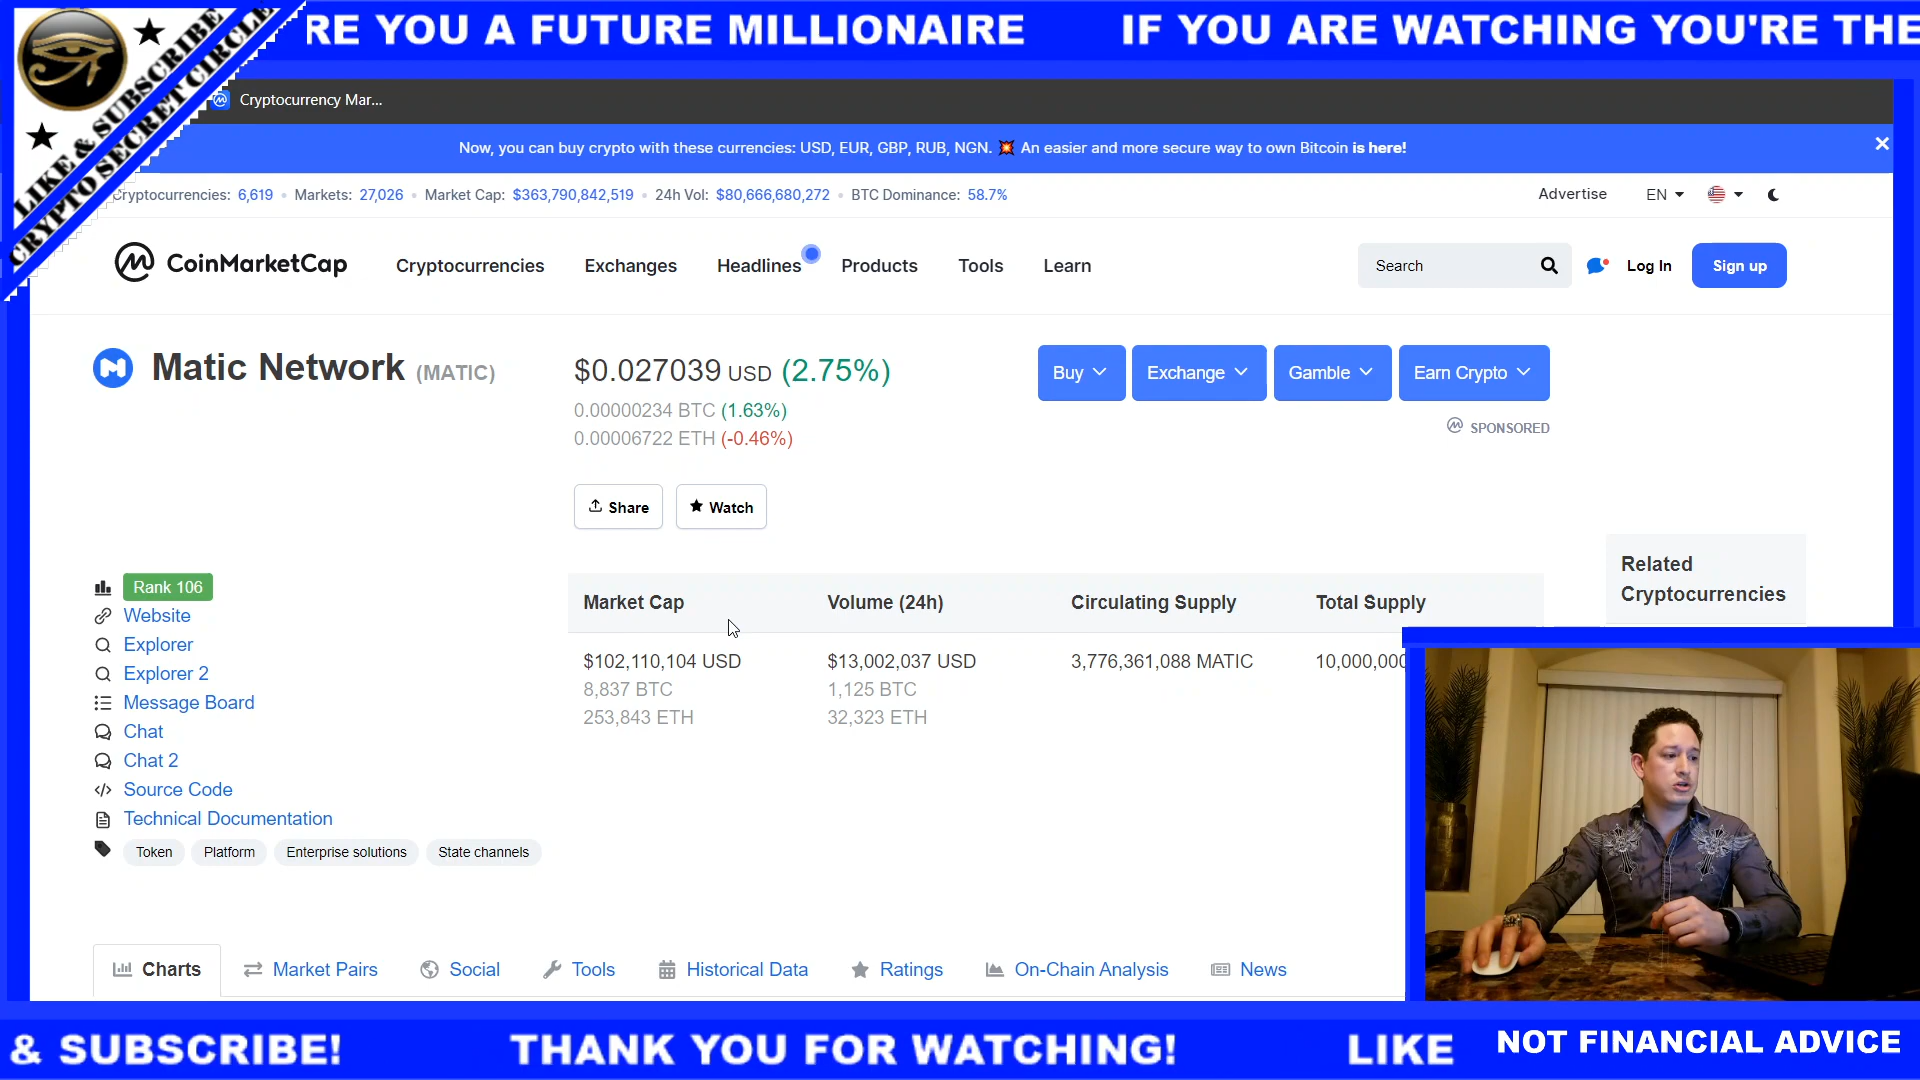 RE YOU A FUTURE MILLIONAIRE IF YOU ARE WATCHING YOU'RE THE
LIKE & SUBSCRIBE
CRYPTO SECRET CIRCLE
Cryptocurrency Mar...
Now, you can buy crypto with these currencies: USD, EUR, GBP, RUB, NGN. 💥 An easier and more secure way to own Bitcoin is here!
Cryptocurrencies: 6,619 • Markets: 27,026 • Market Cap: $363,790,842,519 • 24h Vol: $80,666,680,272 • BTC Dominance: 58.7%
Advertise EN
CoinMarketCap Cryptocurrencies Exchanges Headlines Products Tools Learn Search Log In Sign up
Matic Network (MATIC)
$0.027039 USD (2.75%)
0.00000234 BTC (1.63%)
0.00006722 ETH (-0.46%)
Buy Exchange Gamble Earn Crypto
SPONSORED
Share Watch
Rank 106
Website
Explorer
Explorer 2
Message Board
Chat
Chat 2
Source Code
Technical Documentation
Token Platform Enterprise solutions State channels
Market Cap Volume (24h) Circulating Supply Total Supply
$102,110,104 USD $13,002,037 USD 3,776,361,088 MATIC 10,000,000
8,837 BTC 1,125 BTC
253,843 ETH 32,323 ETH
Related
Cryptocurrencies
Charts Market Pairs Social Tools Historical Data Ratings On-Chain Analysis News
& SUBSCRIBE! THANK YOU FOR WATCHING! LIKE
NOT FINANCIAL ADVICE